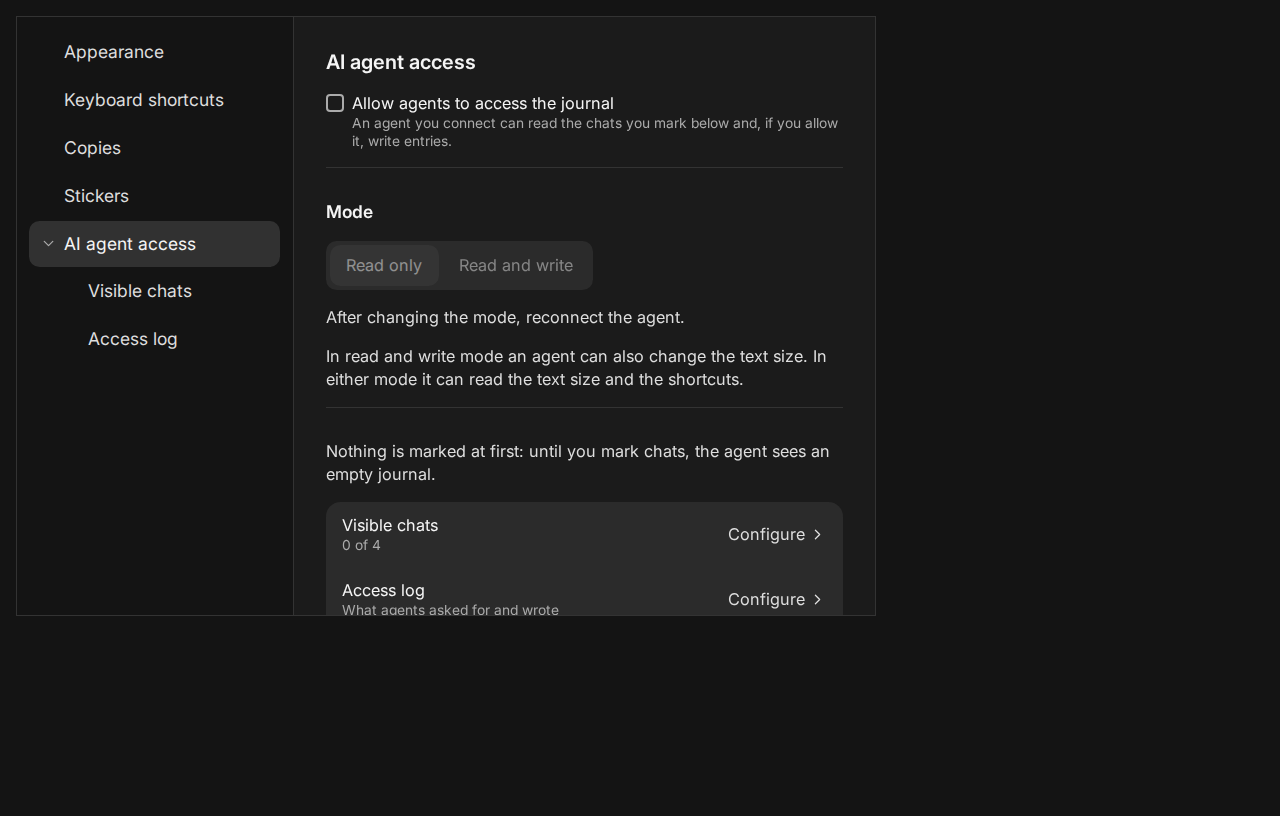 Appearance
Keyboard shortcuts
Copies
Stickers
AI agent access
Visible chats
Access log
AI agent access
Allow agents to access the journal
An agent you connect can read the chats you mark below and, if you allow
it, write entries.
Mode
Read only
Read and write
After changing the mode, reconnect the agent.
In read and write mode an agent can also change the text size. In
either mode it can read the text size and the shortcuts.
Nothing is marked at first: until you mark chats, the agent sees an
empty journal.
Visible chats
0 of 4
Configure
Access log
What agents asked for and wrote
Configure